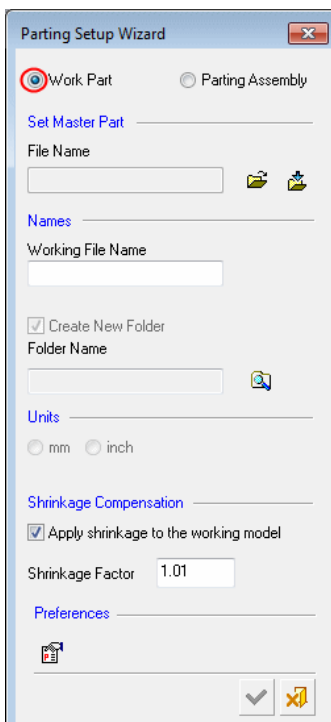 Parting Setup Wizard
Work Part Parting Assembly
Set Master Part
File Name
Names
Working File Name
Create New Folder
Folder Name
Units
mm inch
Shrinkage Compensation
Apply shrinkage to the working model
Shrinkage Factor 1.01
Preferences